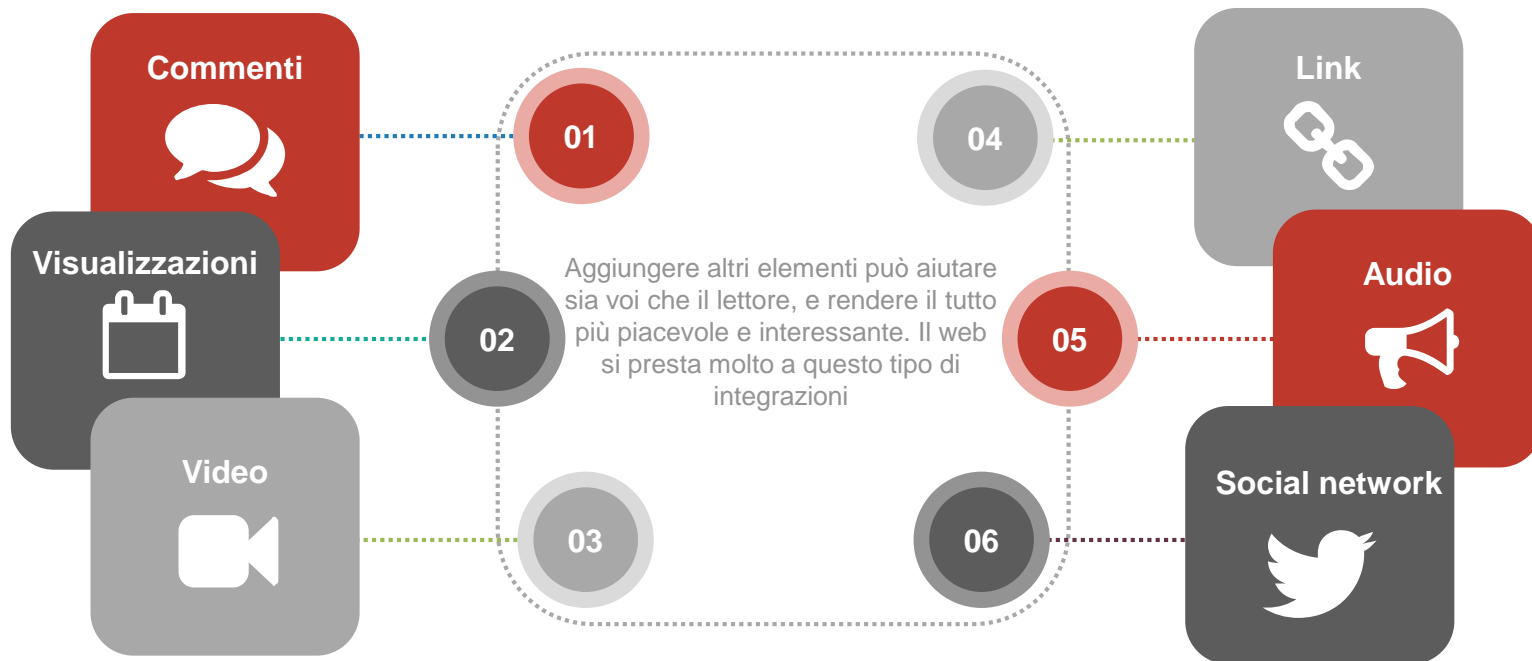 Commenti
01
Visualizzazioni
02
Video
03
Aggiungere altri elementi può aiutare
sia voi che il lettore, e rendere il tutto
più piacevole e interessante. Il web
si presta molto a questo tipo di
integrazioni
04
Link
05
Audio
06
Social network